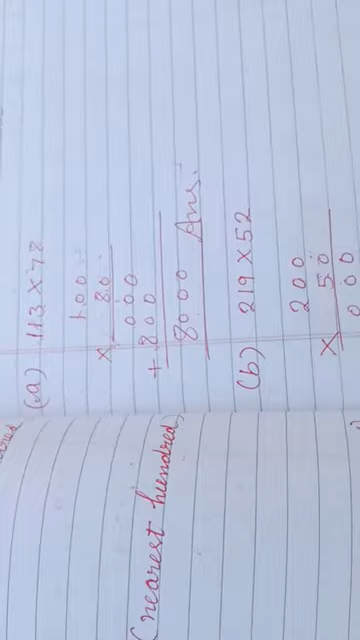 (a) 113 × 78
100
× 80
000
+ 800
8000 Ans.
(b) 219 × 52
200
× 50
000
(nearest hundred)